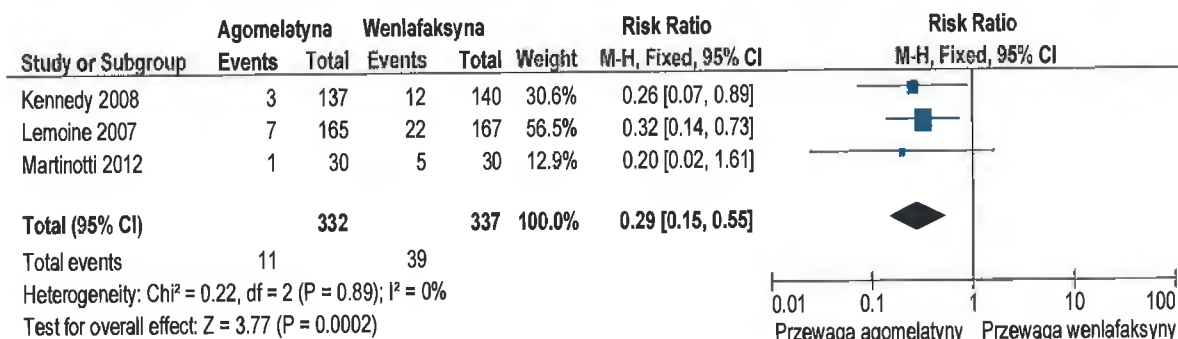 Agomelatyna Wenlafaksyna Risk Ratio Risk Ratio
Study or Subgroup Events Total Events Total Weight M-H, Fixed, 95% CI M-H, Fixed, 95% CI
Kennedy 2008 3 137 12 140 30.6% 0.26 [0.07, 0.89]
Lemoine 2007 7 165 22 167 56.5% 0.32 [0.14, 0.73]
Martinotti 2012 1 30 5 30 12.9% 0.20 [0.02, 1.61]
Total (95% CI) 332 337 100.0% 0.29 [0.15, 0.55]
Total events 11 39
Heterogeneity: Chi² = 0.22, df = 2 (P = 0.89); I² = 0%
Test for overall effect: Z = 3.77 (P = 0.0002)
0.01 0.1 1 10 100
Przewaga agomelatyny Przewaga wenlafaksyny